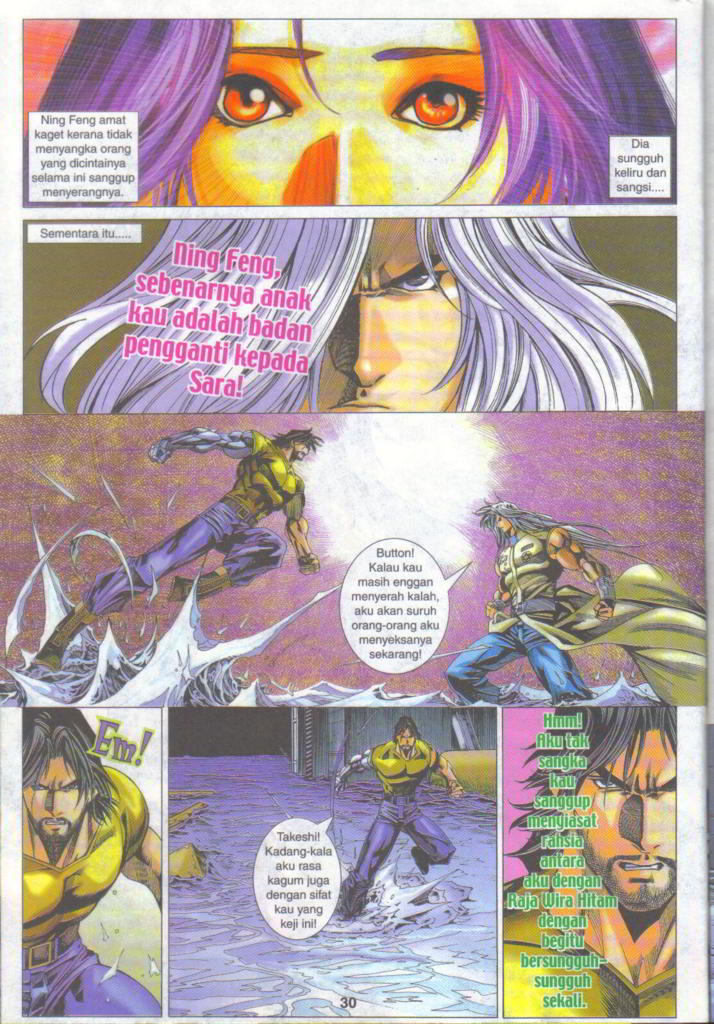 Ning Feng amat
kaget kerana tidak
menyangka orang
yang dicintainya
selama ini sanggup
menyerangnya.
Dia
sungguh
keliru dan
sangsi....
Sementara itu.....
Ning Feng,
sebenarnya anak
kau adalah badan
pengganti kepada
Sara!
Button!
Kalau kau
masih enggan
menyerah kalah,
aku akan suruh
orang-orang aku
menyeksanya
sekarang!
Em!
Takeshi!
Kadang-kala
aku rasa
kagum juga
dengan sifat
kau yang
keji ini!
Hmm!
Aku tak
sangka
kau
sanggup
menyiasat
rahsia
antara
aku dengan
Raja Wira Hitam
dengan
begitu
bersungguh-
sungguh
sekali.
30